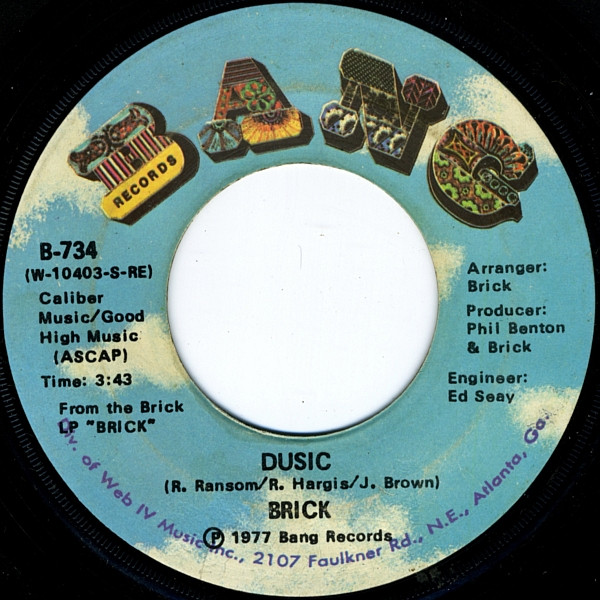 BANG
RECORDS
B-734
(W-10403-S-RE)
Caliber
Music/Good
High Music
(ASCAP)
Time: 3:43
From the Brick
LP "BRICK"
Arranger:
Brick
Producer:
Phil Benton
& Brick
Engineer:
Ed Seay
DUSIC
(R. Ransom/R. Hargis/J. Brown)
BRICK
Ⓟ 1977 Bang Records
Div. of Web IV Music Inc., 2107 Faulkner Rd., N.E., Atlanta, Ga.